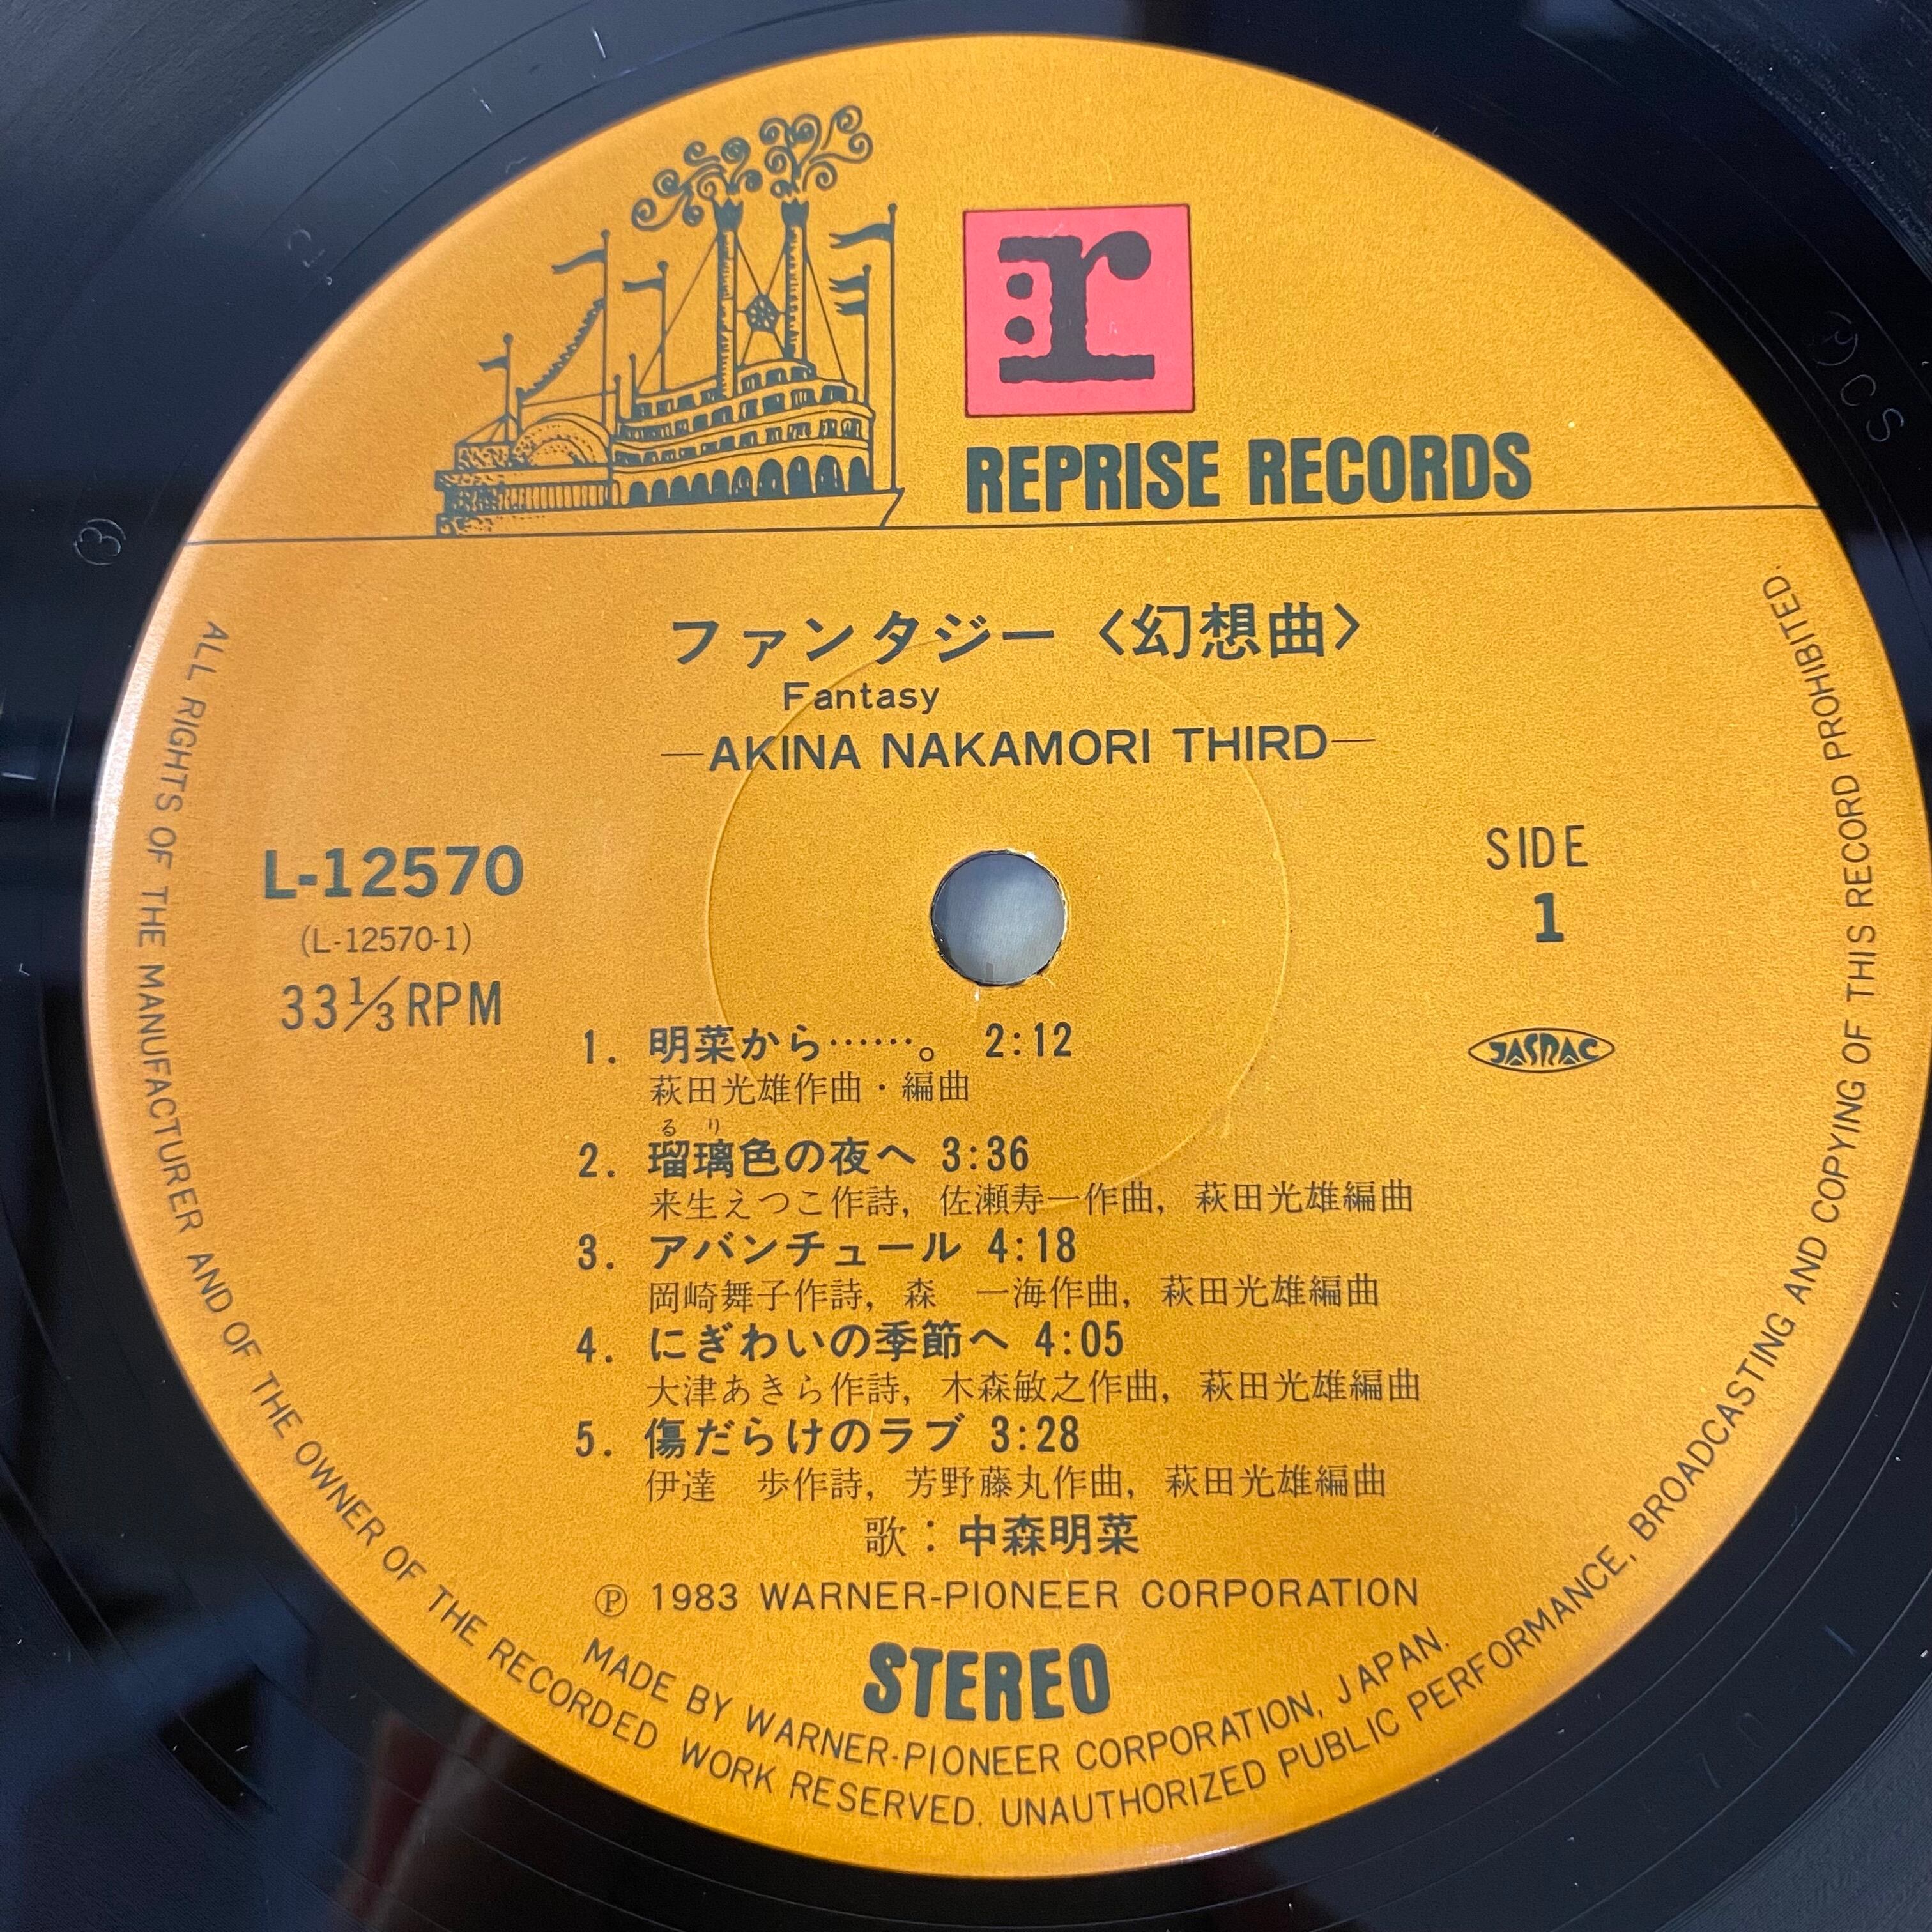 r:
REPRISE RECORDS
ファンタジー〈幻想曲〉
Fantasy
—AKINA NAKAMORI THIRD—
L-12570
(L-12570-1)
33⅓RPM
SIDE
1
JASRAC
1. 明菜から……。 2:12
萩田光雄作曲・編曲
るり
2. 瑠璃色の夜へ 3:36
来生えつこ作詩, 佐瀬寿一作曲, 萩田光雄編曲
3. アバンチュール 4:18
岡崎舞子作詩, 森　一海作曲, 萩田光雄編曲
4. にぎわいの季節へ 4:05
大津あきら作詩, 木森敏之作曲, 萩田光雄編曲
5. 傷だらけのラブ 3:28
伊達　歩作詩, 芳野藤丸作曲, 萩田光雄編曲
歌：中森明菜
Ⓟ 1983 WARNER-PIONEER CORPORATION
STEREO
MADE BY WARNER-PIONEER CORPORATION, JAPAN.
ALL RIGHTS OF THE MANUFACTURER AND OF THE OWNER OF THE RECORDED WORK RESERVED. UNAUTHORIZED PUBLIC PERFORMANCE, BROADCASTING AND COPYING OF THIS RECORD PROHIBITED.